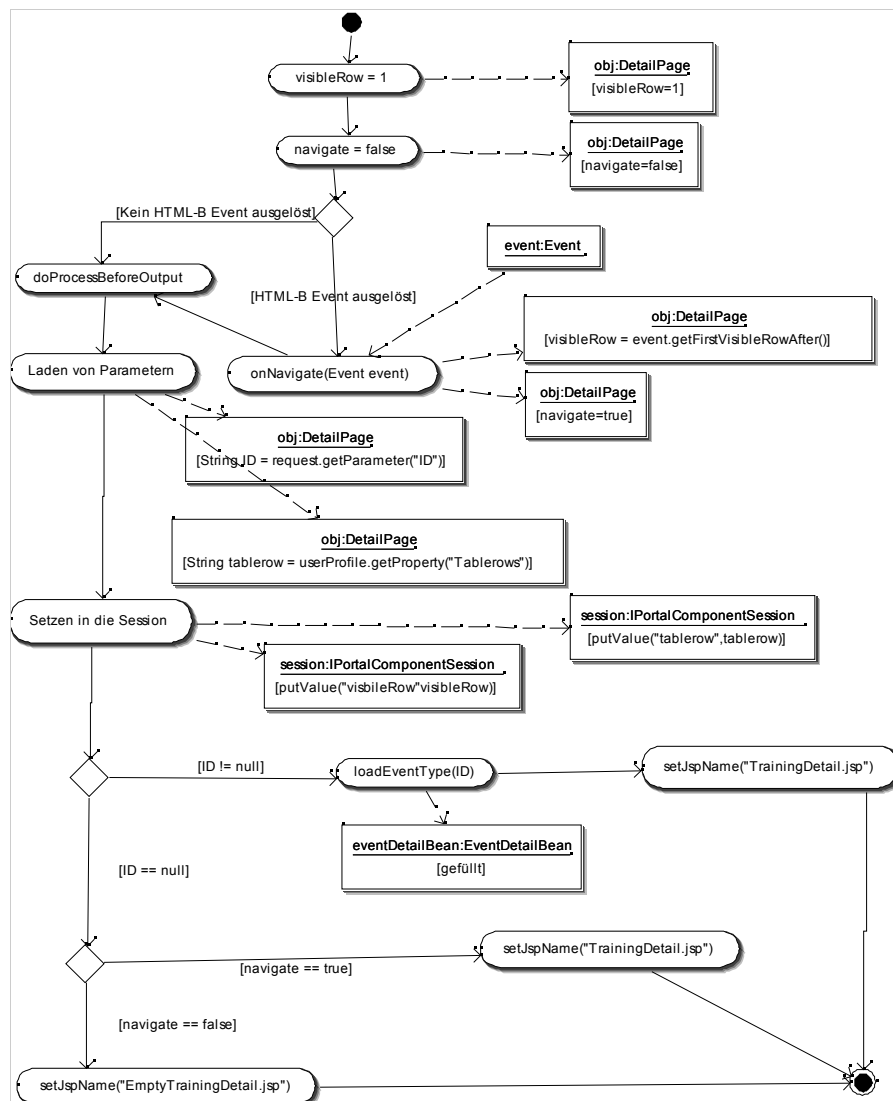 visibleRow = 1
obj:DetailPage
[visibleRow=1]
navigate = false
obj:DetailPage
[navigate=false]
[Kein HTML-B Event ausgelöst]
event:Event
doProcessBeforeOutput
[HTML-B Event ausgelöst]
obj:DetailPage
[visibleRow = event.getFirstVisibleRowAfter()]
Laden von Parametern
onNavigate(Event event)
obj:DetailPage
[navigate=true]
obj:DetailPage
[String ID = request.getParameter("ID")]
obj:DetailPage
[String tablerow = userProfile.getProperty("Tablerows")]
Setzen in die Session
session:IPortalComponentSession
[putValue("tablerow",tablerow)]
session:IPortalComponentSession
[putValue("visbileRow"visibleRow)]
[ID != null]
loadEventType(ID)
setJspName("TrainingDetail.jsp")
eventDetailBean:EventDetailBean
[gefüllt]
[ID == null]
setJspName("TrainingDetail.jsp")
[navigate == true]
[navigate == false]
setJspName("EmptyTrainingDetail.jsp")